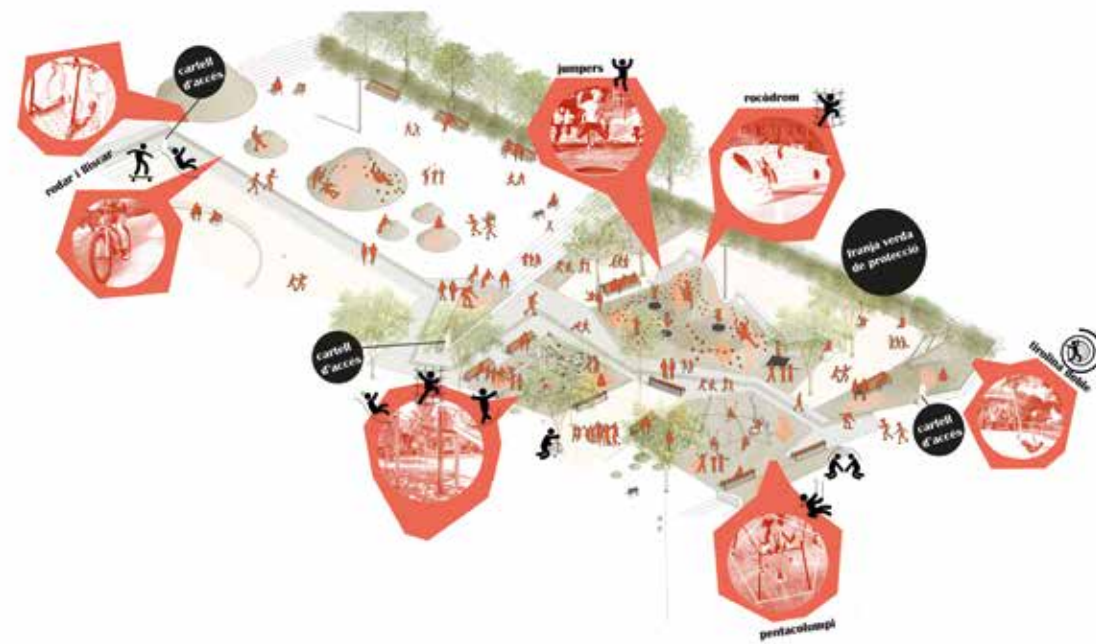 cartell
d'accés
rodar i lliscar
jumpers
rocòdrom
franja verda
de protecció
tirolina doble
cartell
d'accés
cartell
d'accés
pentacolumpi